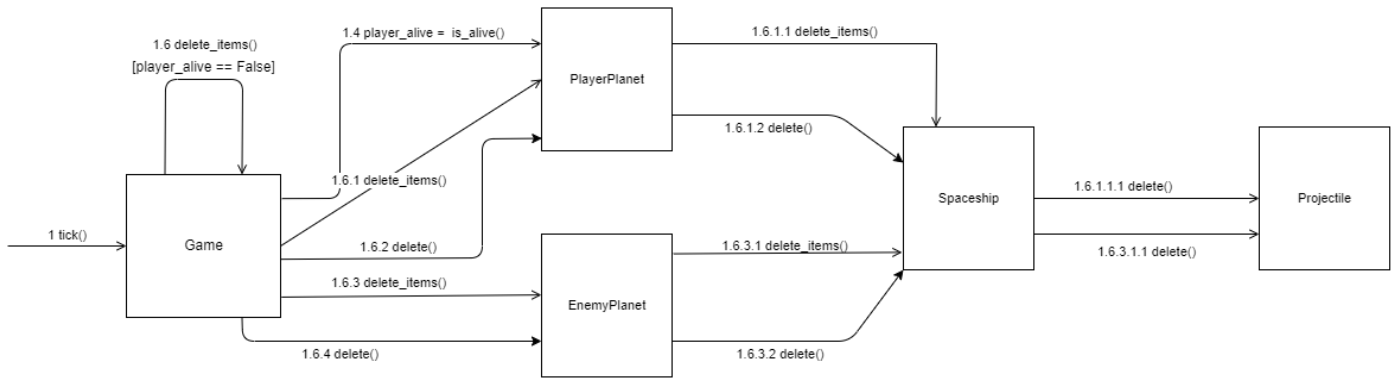 1.4 player_alive = is_alive()
1.6.1.1 delete_items()
1.6 delete_items()
[player_alive == False]
PlayerPlanet
1.6.1.2 delete()
1.6.1 delete_items()
1.6.1.1.1 delete()
Spaceship
Projectile
1 tick()
Game
1.6.2 delete()
1.6.3.1 delete_items()
1.6.3.1.1 delete()
1.6.3 delete_items()
EnemyPlanet
1.6.4 delete()
1.6.3.2 delete()